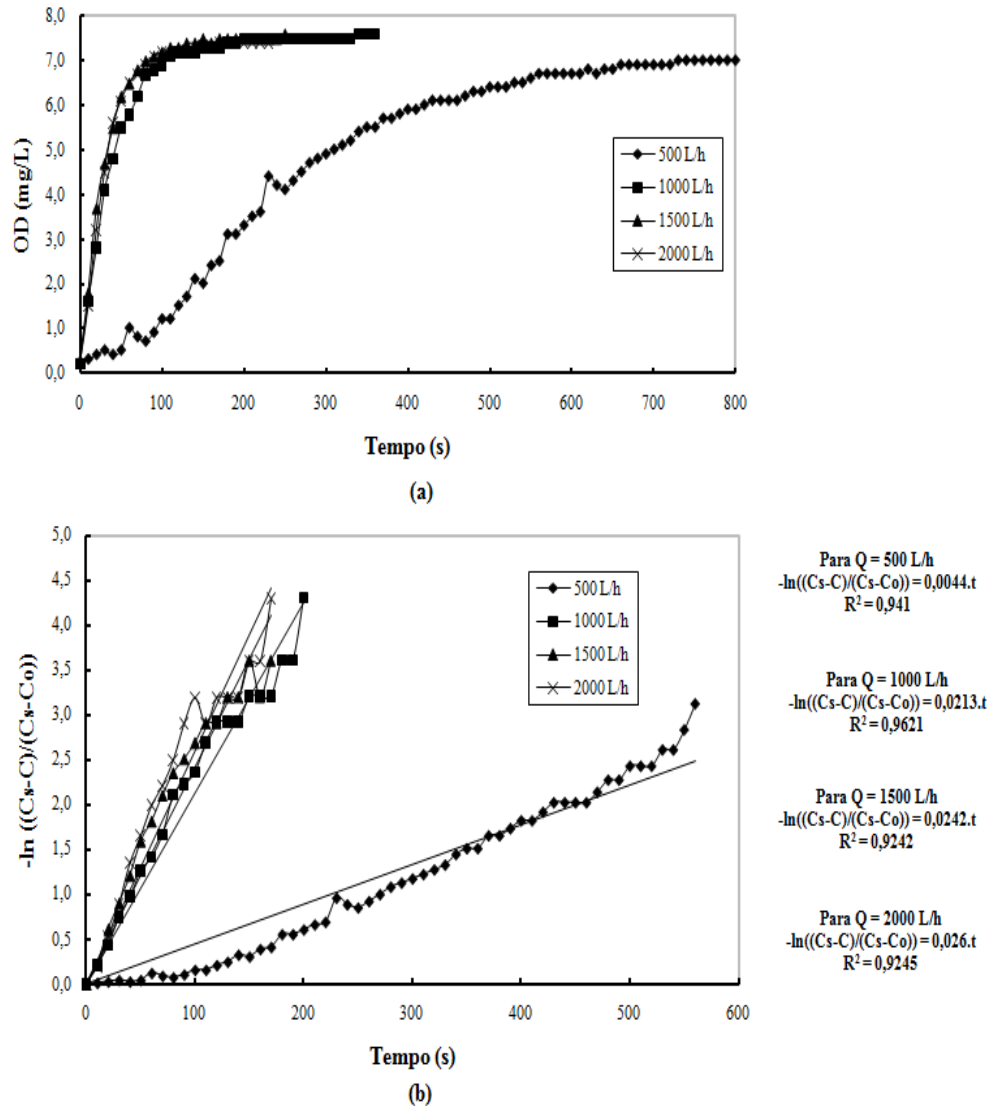 8,0
7,0
6,0
5,0
4,0
3,0
2,0
1,0
0,0
OD (mg/L)
500 L/h
1000 L/h
1500 L/h
2000 L/h
0 100 200 300 400 500 600 700 800
Tempo (s)
(a)
5,0
4,5
4,0
3,5
3,0
2,5
2,0
1,5
1,0
0,5
0,0
-ln ((Cs-C)/(Cs-Co))
500 L/h
1000 L/h
1500 L/h
2000 L/h
0 100 200 300 400 500 600
Tempo (s)
(b)
Para Q = 500 L/h
-ln((Cs-C)/(Cs-Co)) = 0,0044.t
R² = 0,941
Para Q = 1000 L/h
-ln((Cs-C)/(Cs-Co)) = 0,0213.t
R² = 0,9621
Para Q = 1500 L/h
-ln((Cs-C)/(Cs-Co)) = 0,0242.t
R² = 0,9242
Para Q = 2000 L/h
-ln((Cs-C)/(Cs-Co)) = 0,026.t
R² = 0,9245